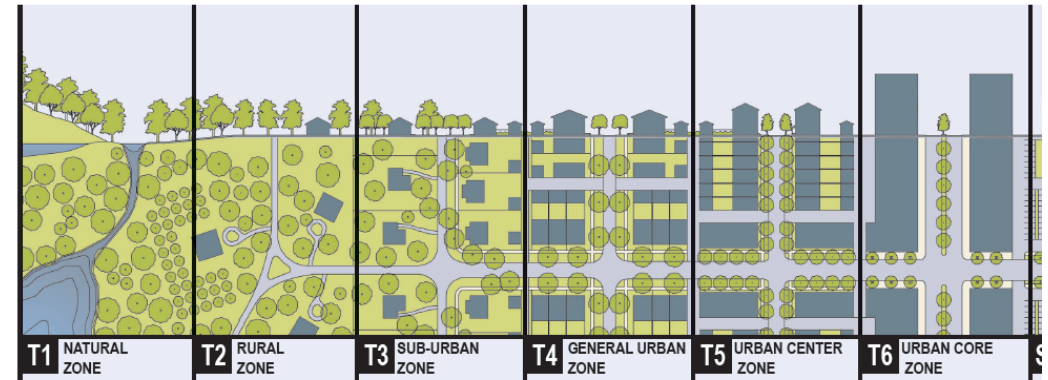 T1 NATURAL
ZONE
T2 RURAL
ZONE
T3 SUB-URBAN
ZONE
T4 GENERAL URBAN
ZONE
T5 URBAN CENTER
ZONE
T6 URBAN CORE
ZONE